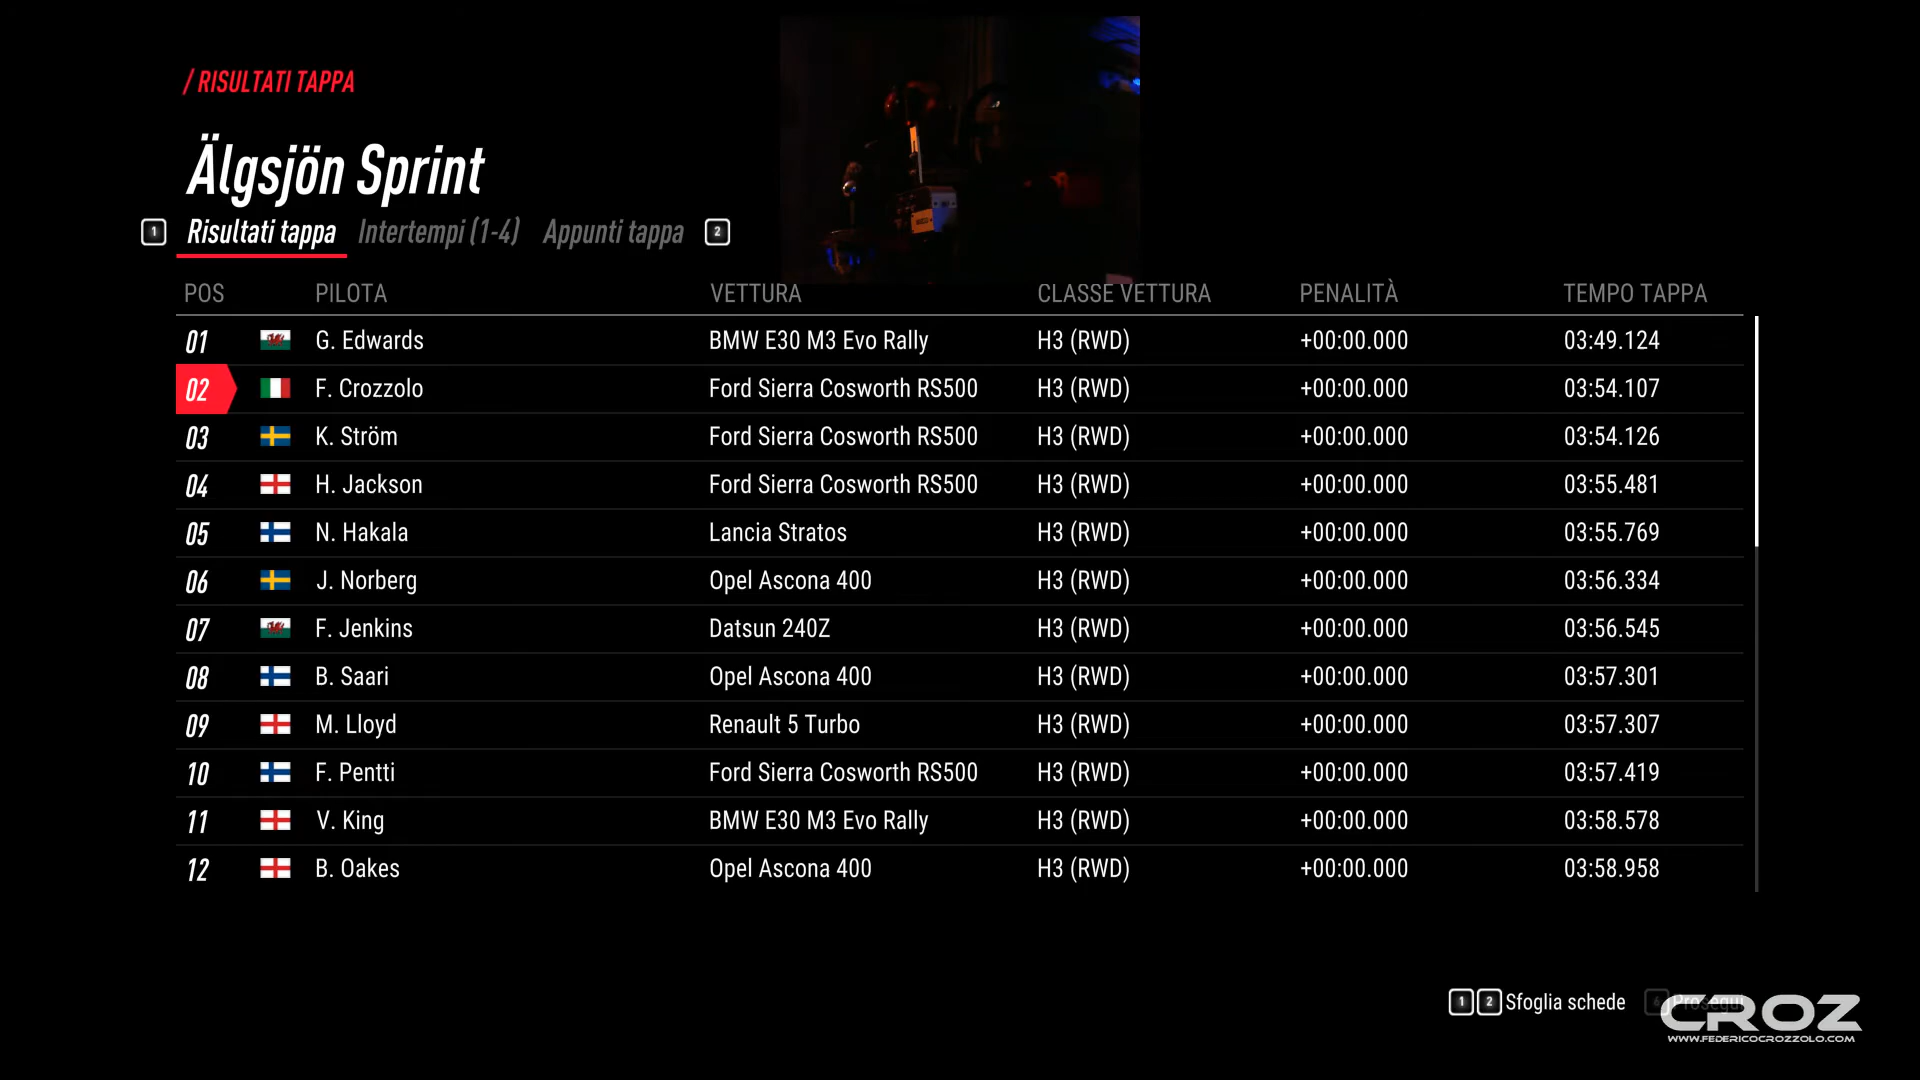 / RISULTATI TAPPA
Älgsjön Sprint
1 Risultati tappa Intertempi (1-4) Appunti tappa 2
POS PILOTA VETTURA CLASSE VETTURA PENALITÀ TEMPO TAPPA
01 G. Edwards BMW E30 M3 Evo Rally H3 (RWD) +00:00.000 03:49.124
02 F. Crozzolo Ford Sierra Cosworth RS500 H3 (RWD) +00:00.000 03:54.107
03 K. Ström Ford Sierra Cosworth RS500 H3 (RWD) +00:00.000 03:54.126
04 H. Jackson Ford Sierra Cosworth RS500 H3 (RWD) +00:00.000 03:55.481
05 N. Hakala Lancia Stratos H3 (RWD) +00:00.000 03:55.769
06 J. Norberg Opel Ascona 400 H3 (RWD) +00:00.000 03:56.334
07 F. Jenkins Datsun 240Z H3 (RWD) +00:00.000 03:56.545
08 B. Saari Opel Ascona 400 H3 (RWD) +00:00.000 03:57.301
09 M. Lloyd Renault 5 Turbo H3 (RWD) +00:00.000 03:57.307
10 F. Pentti Ford Sierra Cosworth RS500 H3 (RWD) +00:00.000 03:57.419
11 V. King BMW E30 M3 Evo Rally H3 (RWD) +00:00.000 03:58.578
12 B. Oakes Opel Ascona 400 H3 (RWD) +00:00.000 03:58.958
1 2 Sfoglia schede 6 Prosegui
CROZ
WWW.FEDERICOCROZZOLO.COM